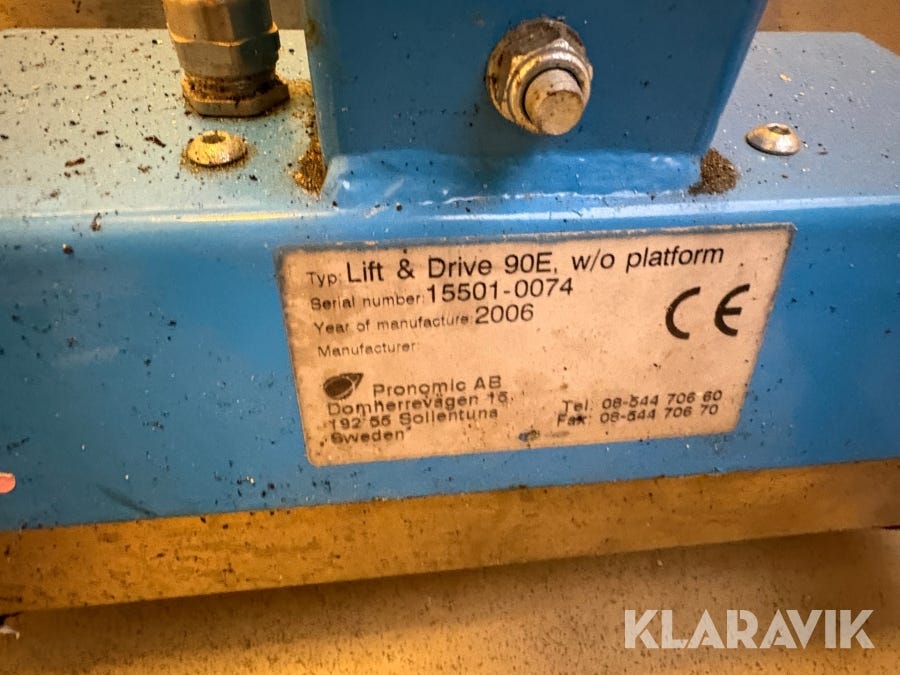 Typ: Lift & Drive 90E, w/o platform
Serial number: 15501-0074
Year of manufacture: 2006
Manufacturer:
CE
Pronomic AB
Domherrevägen 15
192 55 Sollentuna
Sweden
Tel: 08-544 706 60
Fax: 08-544 706 70
KLARAVIK